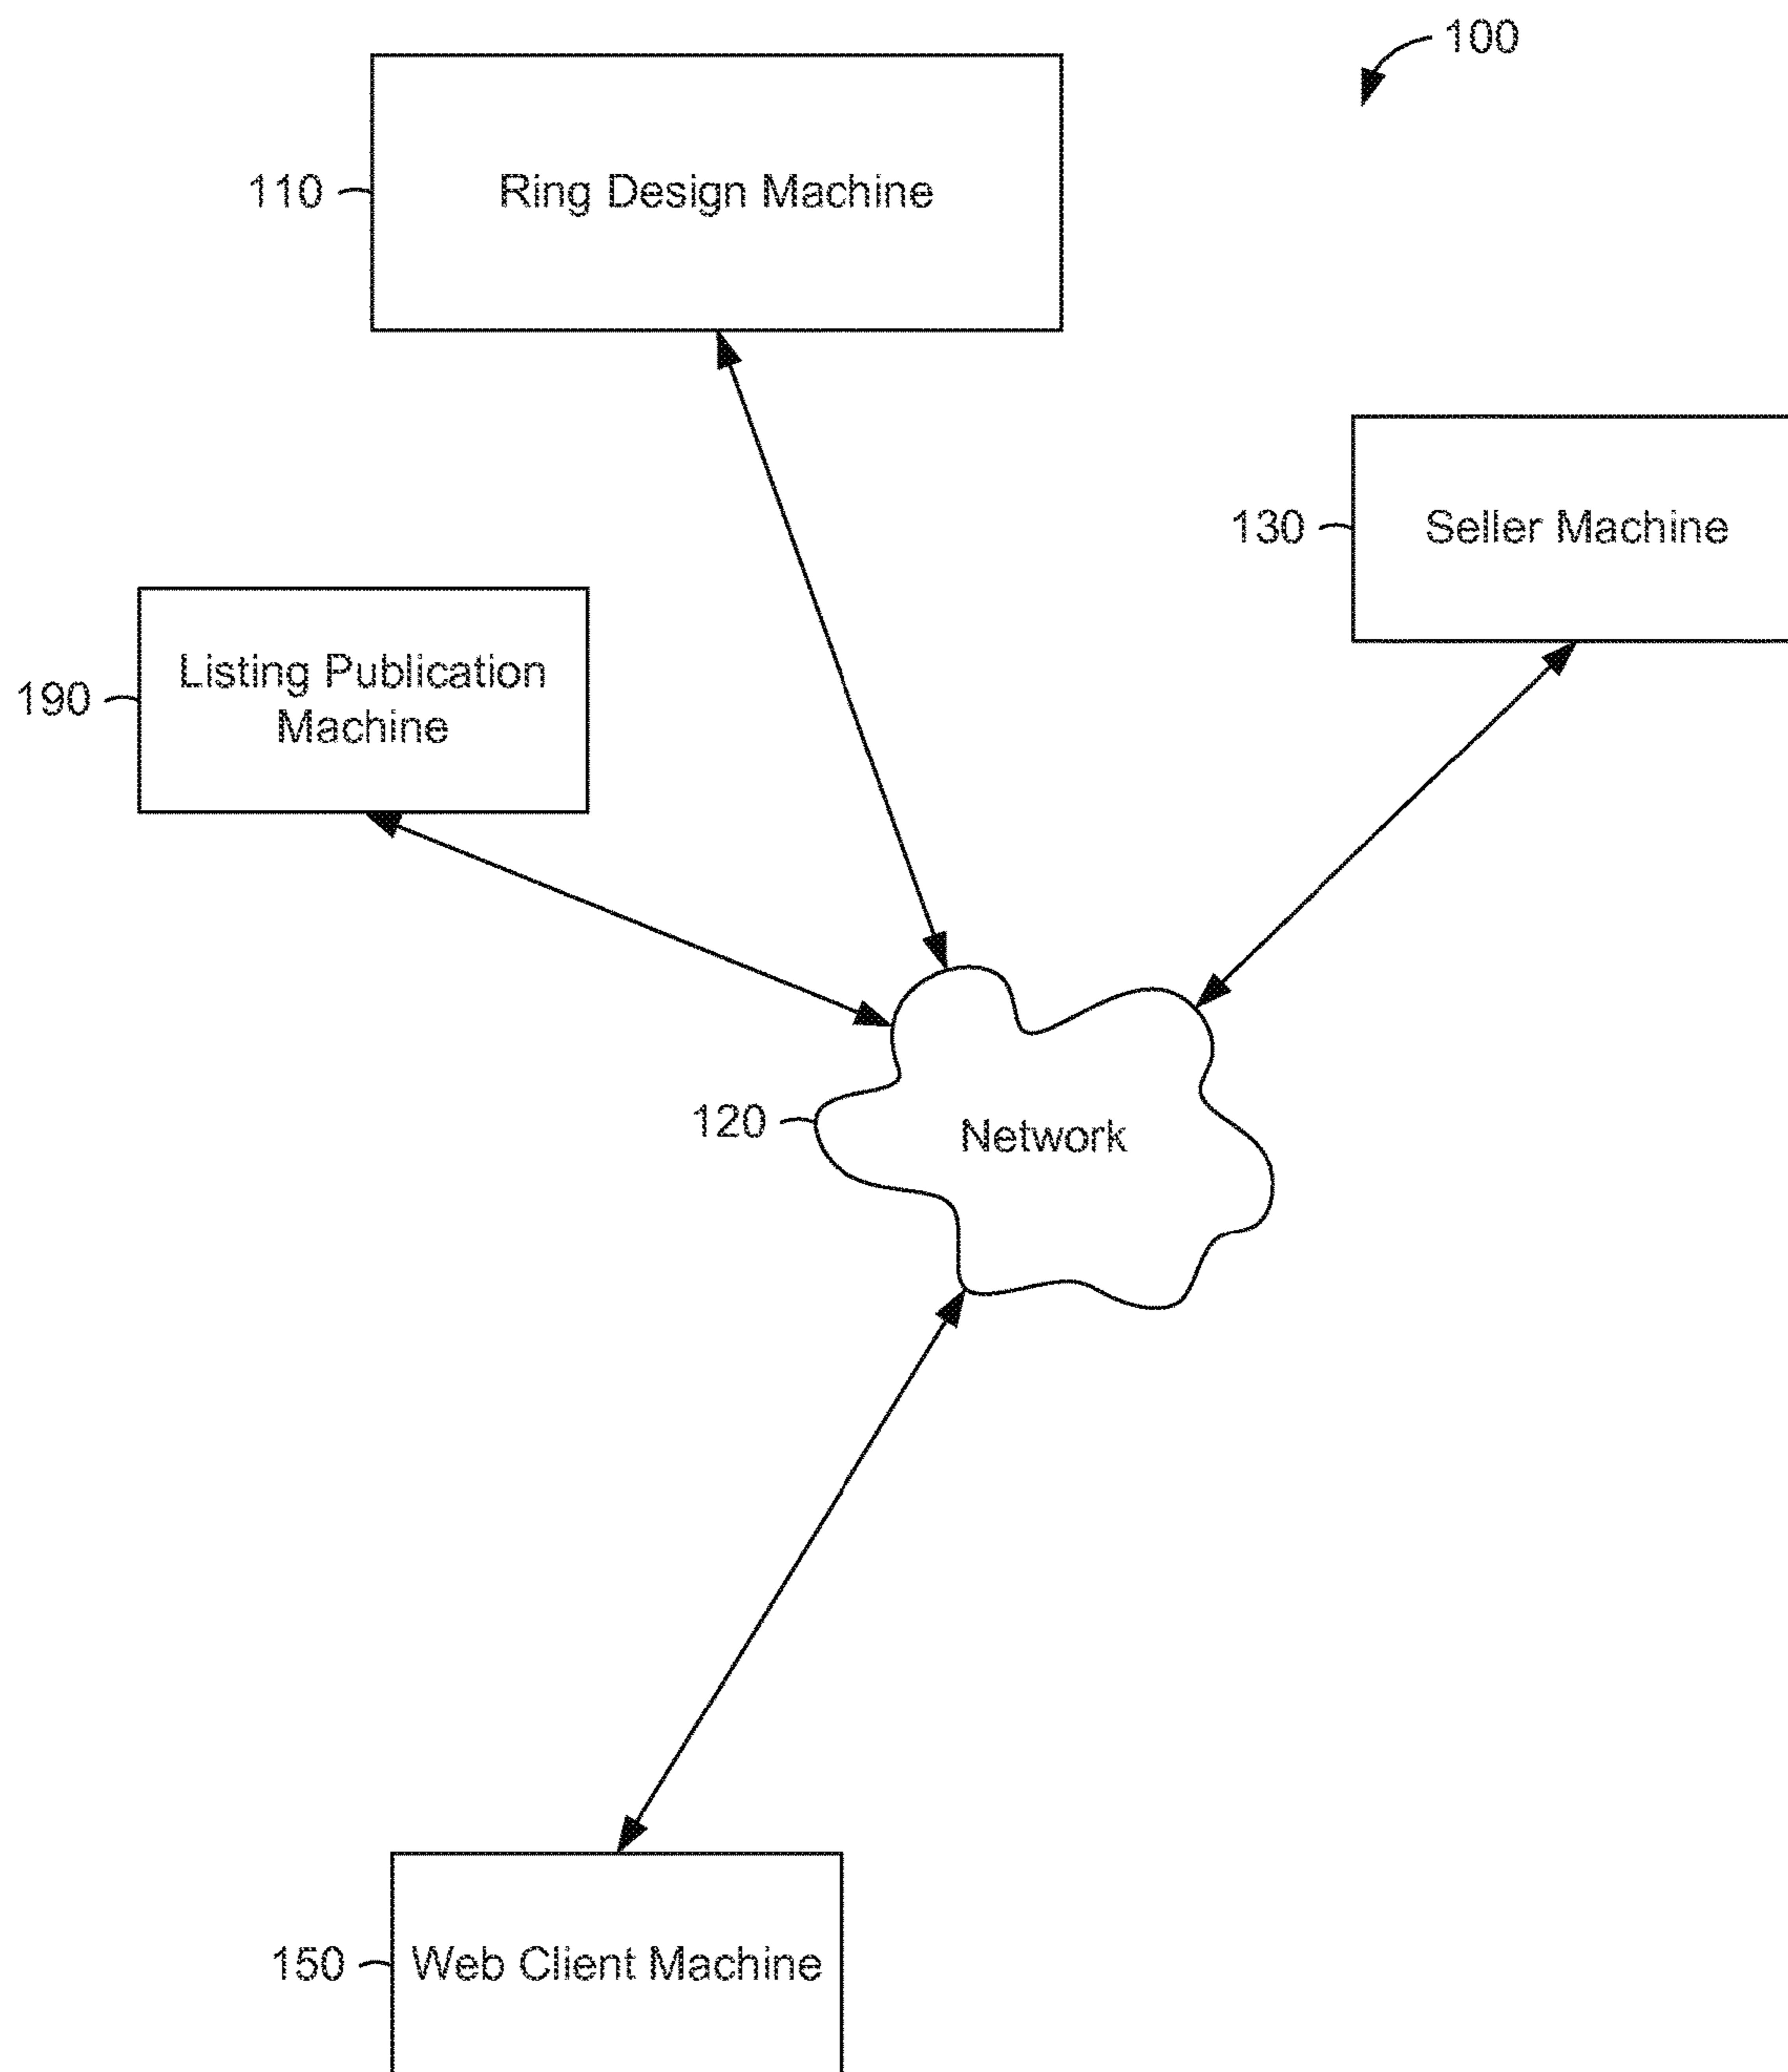 100
110
Ring Design Machine
130
Seller Machine
190
Listing Publication
Machine
120
Network
150
Web Client Machine